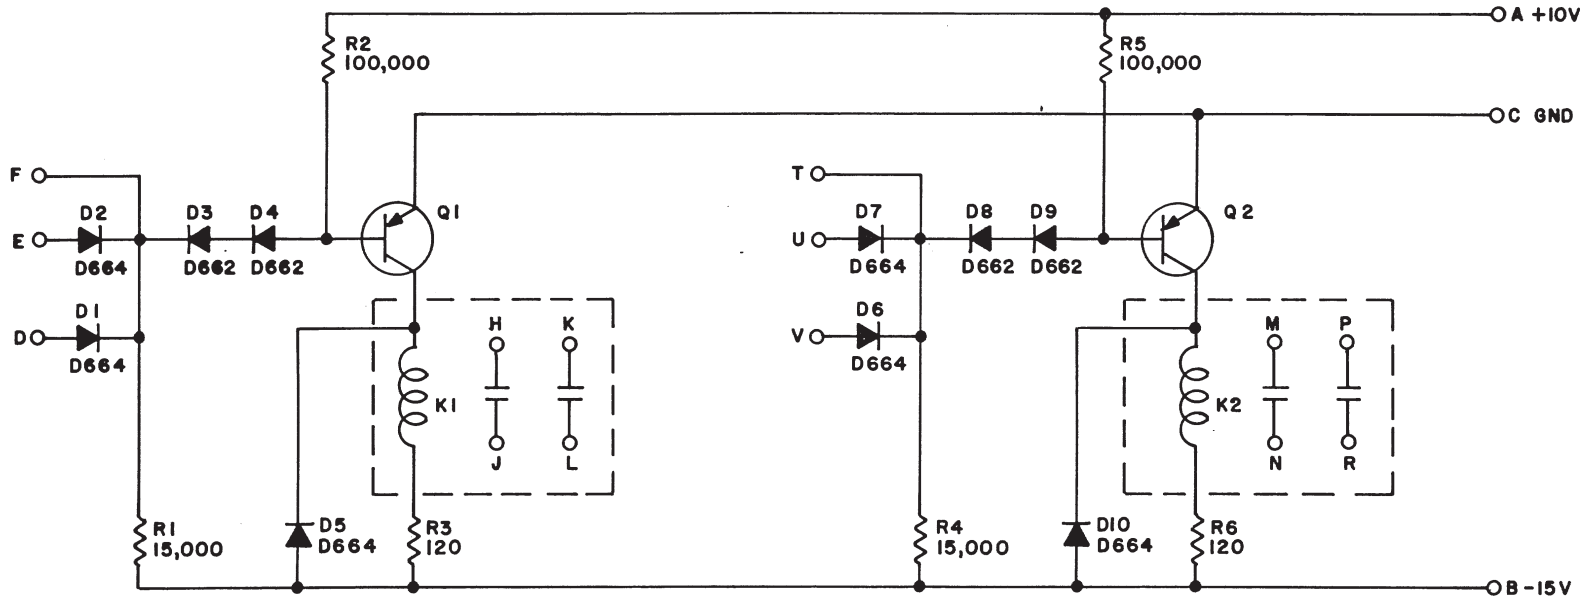 A +10V
R2
100,000
R5
100,000
C GND
F
T
D2
D3
D4
Q1
D7
D8
D9
Q2
E
U
D664
D662
D662
D664
D662
D662
D1
D
D664
H
K
D6
V
D664
M
P
K1
K2
J
L
N
R
R1
15,000
D5
D664
R3
120
R4
15,000
D10
D664
R6
120
B -15V